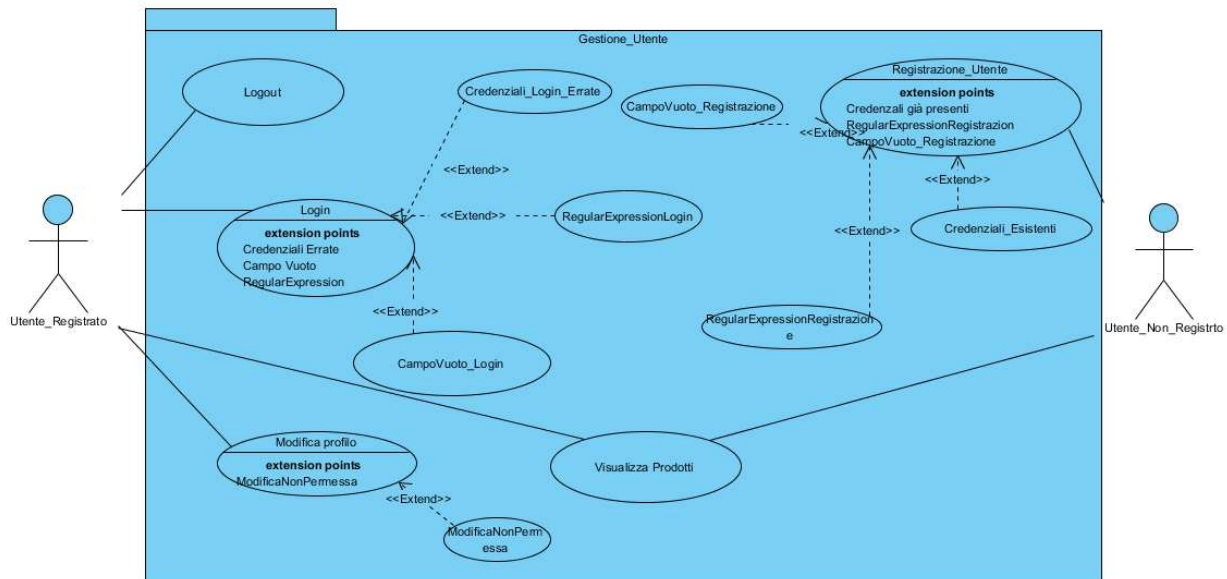 Gestione_Utente
Logout
Credenziali_Login_Errate
CampoVuoto_Registrazione
Registrazione_Utente
extension points
Credenzali già presenti
RegularExpressionRegistrazion
CampoVuoto_Registrazione
<<Extend>>
<<Extend>>
<<Extend>>
Login
extension points
Credenziali Errate
Campo Vuoto
RegularExpression
<<Extend>>
RegularExpressionLogin
<<Extend>>
Credenziali_Esistenti
Utente_Registrato
<<Extend>>
RegularExpressionRegistrazion
e
Utente_Non_Registrto
CampoVuoto_Login
Modifica profilo
extension points
ModificaNonPermessa
Visualizza Prodotti
<<Extend>>
ModificaNonPerm
essa